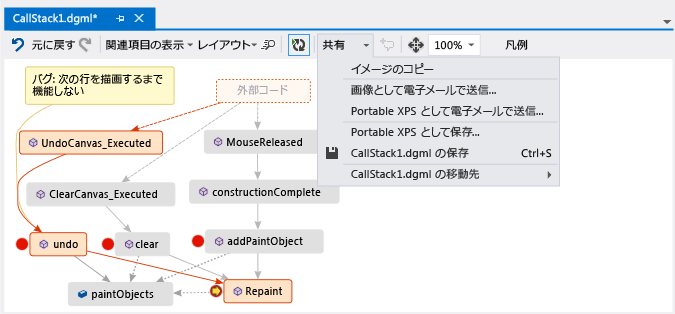 CallStack1.dgml*
元に戻す
関連項目の表示
レイアウト
共有
100%
凡例
イメージのコピー
画像として電子メールで送信...
Portable XPS として電子メールで送信...
Portable XPS として保存...
CallStack1.dgml の保存 Ctrl+S
CallStack1.dgml の移動先
バグ: 次の行を描画するまで
機能しない
外部コード
UndoCanvas_Executed
MouseReleased
ClearCanvas_Executed
constructionComplete
undo
clear
addPaintObject
paintObjects
Repaint